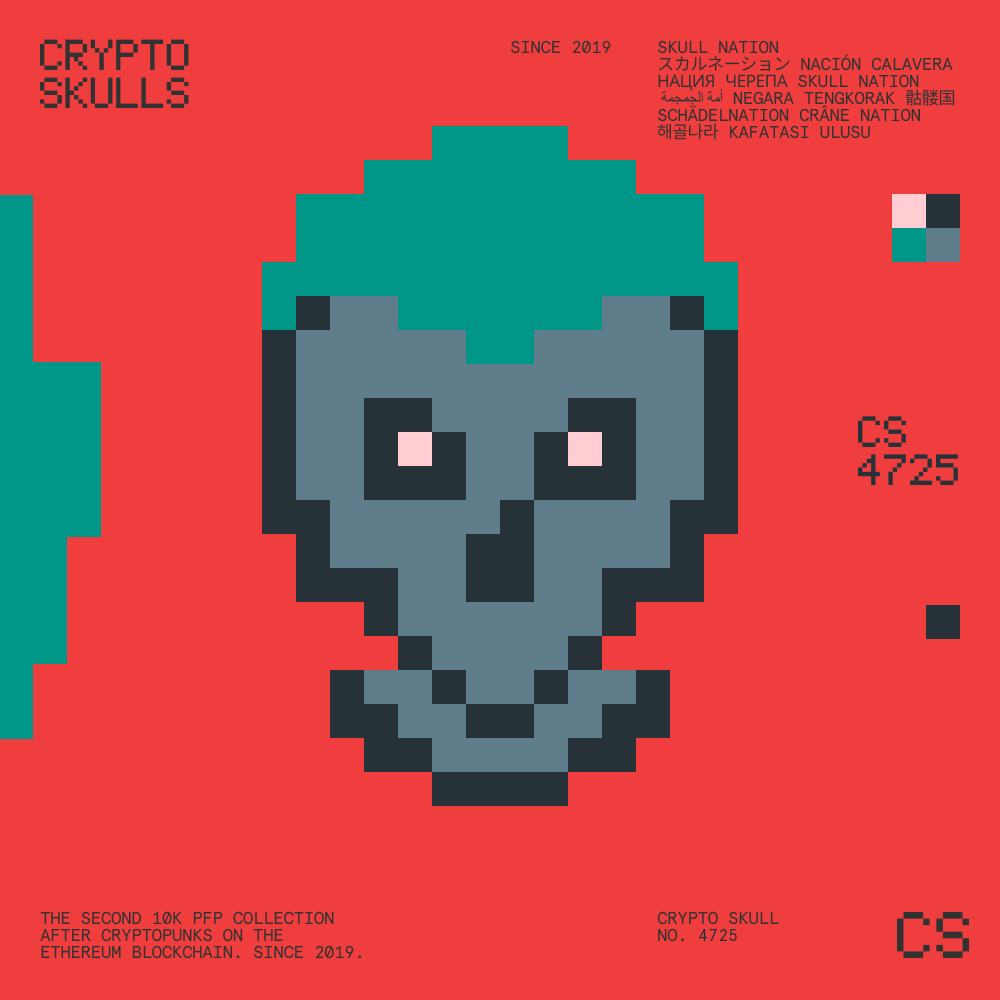 CRYPTO
SKULLS
SINCE 2019
SKULL NATION
スカルネーション NACIÓN CALAVERA
НАЦИЯ ЧЕРЕПА SKULL NATION
أمة الجمجمة NEGARA TENGKORAK 骷髅国
SCHÄDELNATION CRÂNE NATION
해골나라 KAFATASI ULUSU
CS
4725
THE SECOND 10K PFP COLLECTION
AFTER CRYPTOPUNKS ON THE
ETHEREUM BLOCKCHAIN. SINCE 2019.
CRYPTO SKULL
NO. 4725
CS